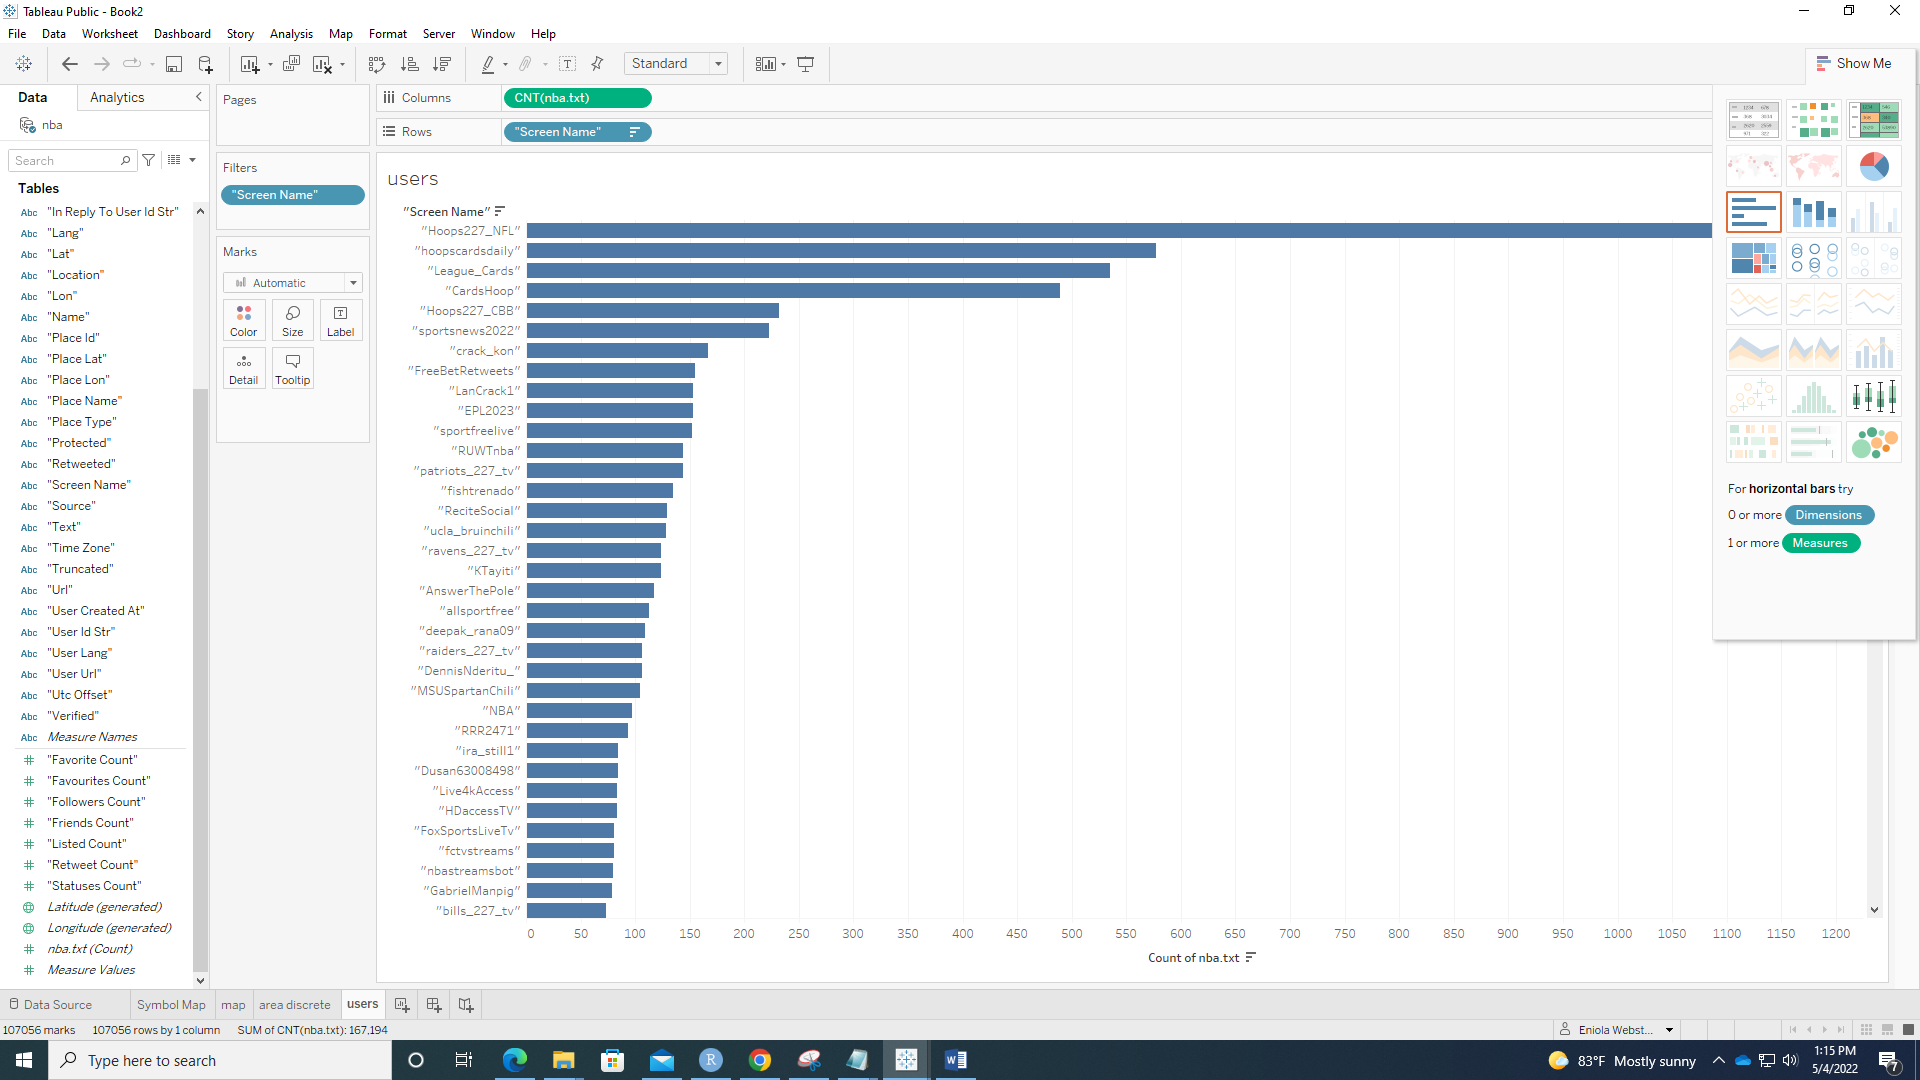 Tableau Public - Book2
File Data Worksheet Dashboard Story Analysis Map Format Server Window Help
Standard
Show Me
Data Analytics
nba
Search
Tables
"In Reply To User Id Str"
"Lang"
"Lat"
"Location"
"Lon"
"Name"
"Place Id"
"Place Lat"
"Place Lon"
"Place Name"
"Place Type"
"Protected"
"Retweeted"
"Screen Name"
"Source"
"Text"
"Time Zone"
"Truncated"
"Url"
"User Created At"
"User Id Str"
"User Lang"
"User Url"
"Utc Offset"
"Verified"
Measure Names
"Favorite Count"
"Favourites Count"
"Followers Count"
"Friends Count"
"Listed Count"
"Retweet Count"
"Statuses Count"
Latitude (generated)
Longitude (generated)
nba.txt (Count)
Measure Values
Pages
Filters
"Screen Name"
Marks
Automatic
Color Size Label
Detail Tooltip
Columns CNT(nba.txt)
Rows "Screen Name"
users
"Screen Name"
"Hoops227_NFL"
"hoopscardsdaily"
"League_Cards"
"CardsHoop"
"Hoops227_CBB"
"sportsnews2022"
"crack_kon"
"FreeBetRetweets"
"LanCrack1"
"EPL2023"
"sportfreelive"
"RUWTnba"
"patriots_227_tv"
"fishtrenado"
"ReciteSocial"
"ucla_bruinchili"
"ravens_227_tv"
"KTayiti"
"AnswerThePole"
"allsportfree"
"deepak_rana09"
"raiders_227_tv"
"DennisNderitu_"
"MSUSpartanChili"
"NBA"
"RRR2471"
"ira_still1"
"Dusan63008498"
"Live4kAccess"
"HDaccessTV"
"FoxSportsLiveTv"
"fctvstreams"
"nbastreamsbot"
"GabrielManpig"
"bills_227_tv"
0 50 100 150 200 250 300 350 400 450 500 550 600 650 700 750 800 850 900 950 1000 1050 1100 1150 1200
Count of nba.txt
For horizontal bars try
0 or more Dimensions
1 or more Measures
Data Source Symbol Map map area discrete users
107056 marks 107056 rows by 1 column SUM of CNT(nba.txt): 167,194
Eniola Webst...
Type here to search
83°F Mostly sunny
1:15 PM
5/4/2022
7